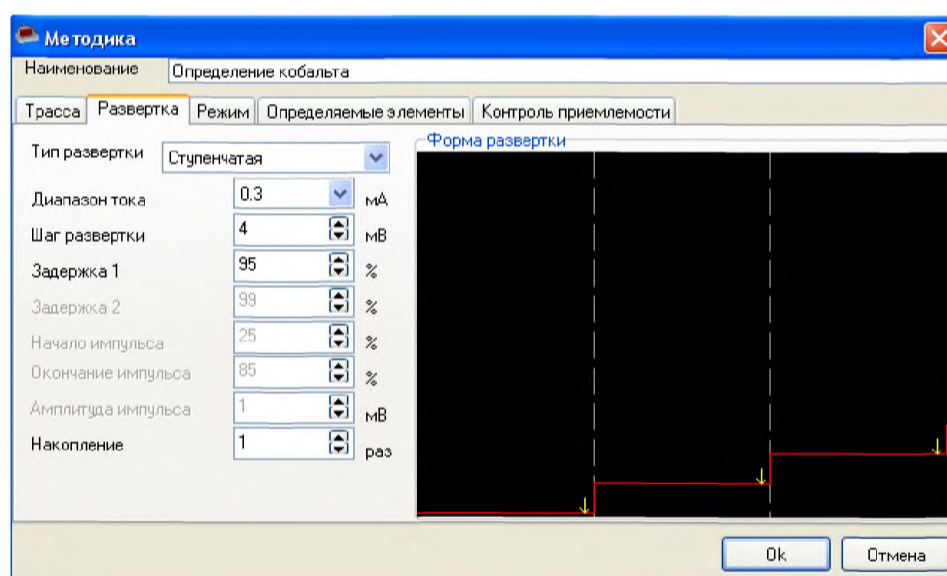 Методика
Наименование Определение кобальта
Трасса Развертка Режим Определяемые элементы Контроль приемлемости
Тип развертки Ступенчатая
Форма развертки
Диапазон тока 0.3 мА
Шаг развертки 4 мВ
Задержка 1 95 %
Задержка 2 99 %
Начало импульса 25 %
Окончание импульса 85 %
Амплитуда импульса 1 мВ
Накопление 1 раз
Ok Отмена